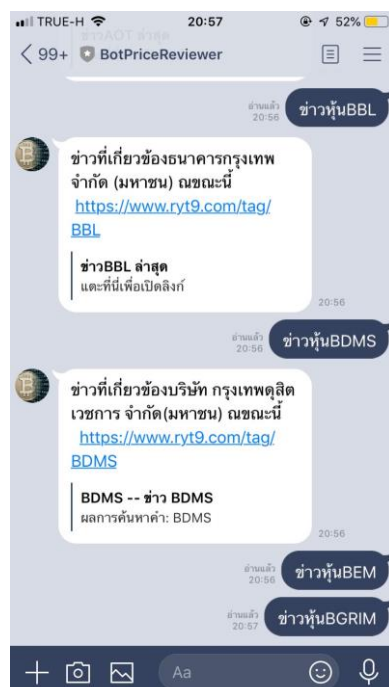 TRUE-H 20:57 52%
ข่าวAOT ล่าสุด
99+ BotPriceReviewer
อ่านแล้ว
20:56
ข่าวหุ้นBBL
ข่าวที่เกี่ยวข้องธนาคารกรุงเทพ
จำกัด (มหาชน) ณขณะนี้
https://www.ryt9.com/tag/
BBL
ข่าวBBL ล่าสุด
แตะที่นี่เพื่อเปิดลิงก์
20:56
อ่านแล้ว
20:56
ข่าวหุ้นBDMS
ข่าวที่เกี่ยวข้องบริษัท กรุงเทพดุสิต
เวชการ จำกัด(มหาชน) ณขณะนี้
https://www.ryt9.com/tag/
BDMS
BDMS -- ข่าว BDMS
ผลการค้นหาคำ: BDMS
20:56
อ่านแล้ว
20:56
ข่าวหุ้นBEM
อ่านแล้ว
20:57
ข่าวหุ้นBGRIM
Aa